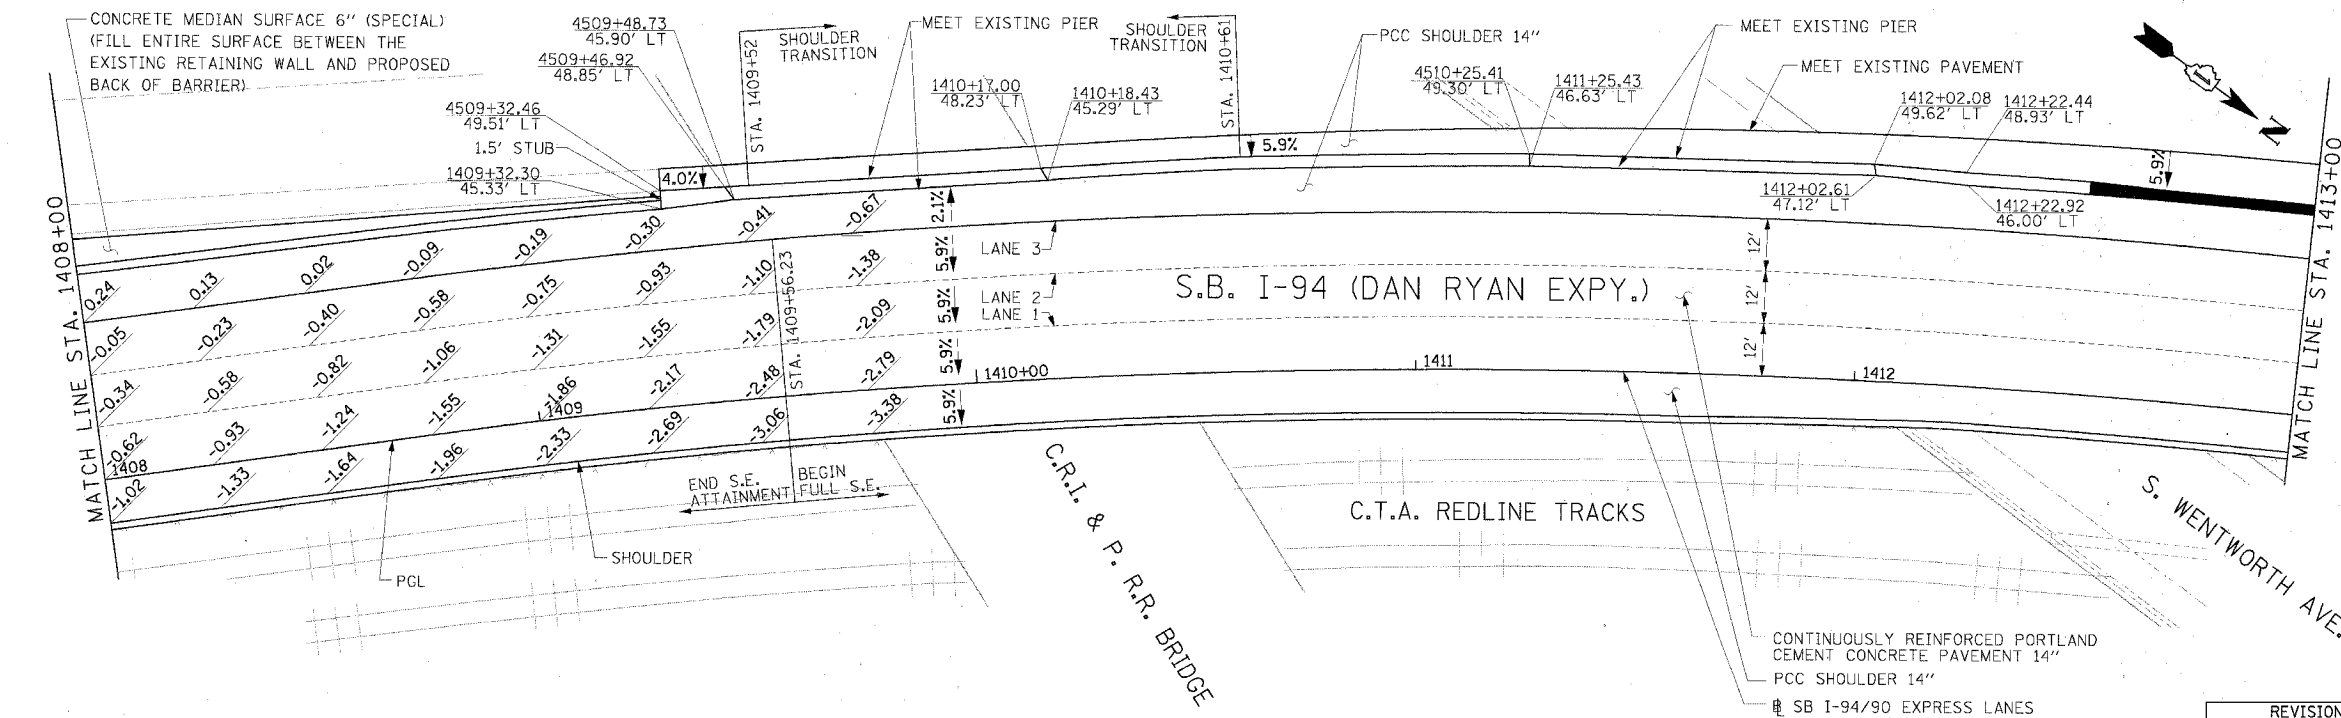 CONCRETE MEDIAN SURFACE 6" (SPECIAL)
(FILL ENTIRE SURFACE BETWEEN THE
EXISTING RETAINING WALL AND PROPOSED
BACK OF BARRIER)
4509+48.73
45.90' LT
4509+46.92
48.85' LT
4509+32.46
49.51' LT
1.5' STUB
1409+32.30
45.33' LT
STA. 1409+52
SHOULDER
TRANSITION
MEET EXISTING PIER
SHOULDER
TRANSITION
STA. 1410+61
1410+17.00
48.23' LT
1410+18.43
45.29' LT
PCC SHOULDER 14"
4510+25.41
49.30' LT
1411+25.43
46.63' LT
MEET EXISTING PIER
MEET EXISTING PAVEMENT
1412+02.08
49.62' LT
1412+22.44
48.93' LT
1412+02.61
47.12' LT
1412+22.92
46.00' LT
N
4.0%
5.9%
5.9%
MATCH LINE STA. 1408+00
MATCH LINE STA. 1413+00
0.24
0.13
0.02
-0.09
-0.19
-0.30
-0.41
-0.67
2.1%
-0.05
-0.23
-0.40
-0.58
-0.75
-0.93
-1.10
-1.38
5.9%
-0.34
-0.58
-0.82
-1.06
-1.31
-1.55
-1.79
-2.09
5.9%
-0.62
-0.93
-1.24
-1.55
-1.86
-2.17
-2.48
-2.79
5.9%
-1.02
-1.33
-1.64
-1.96
-2.33
-2.69
-3.06
-3.38
5.9%
STA. 1409+56.23
LANE 3
LANE 2
LANE 1
S.B. I-94 (DAN RYAN EXPY.)
12'
12'
12'
1408
1409
1410+00
1411
1412
END S.E.
ATTAINMENT
BEGIN
FULL S.E.
SHOULDER
PGL
C.R.I. & P. R.R. BRIDGE
C.T.A. REDLINE TRACKS
S. WENTWORTH AVE.
CONTINUOUSLY REINFORCED PORTLAND
CEMENT CONCRETE PAVEMENT 14"
PCC SHOULDER 14"
SB I-94/90 EXPRESS LANES
REVISION